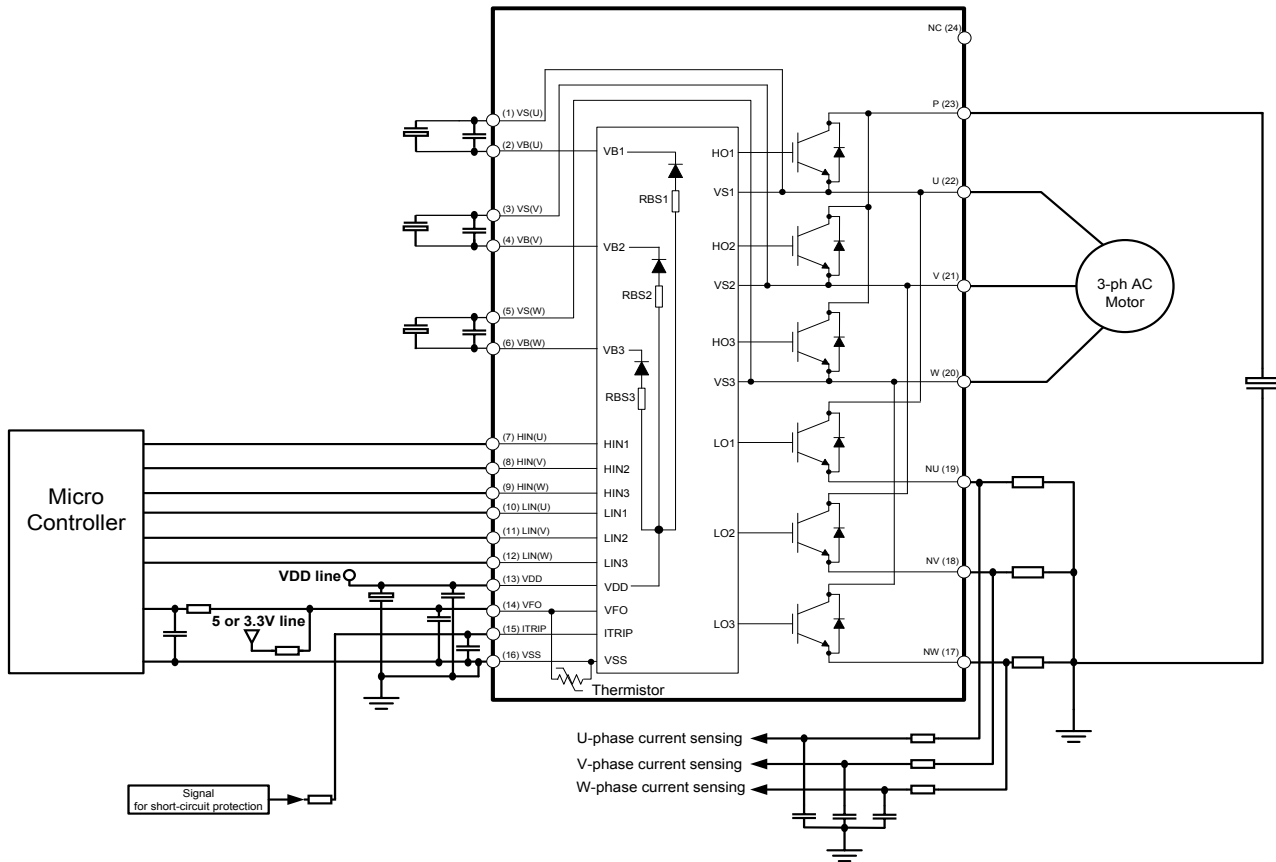 NC (24)
(1) VS(U)
P (23)
(2) VB(U)
VB1
HO1
RBS1
VS1
U (22)
(3) VS(V)
(4) VB(V)
VB2
HO2
RBS2
VS2
V (21)
3-ph AC
Motor
(5) VS(W)
(6) VB(W)
VB3
HO3
RBS3
VS3
W (20)
Micro
Controller
(7) HIN(U)
HIN1
LO1
(8) HIN(V)
HIN2
NU (19)
(9) HIN(W)
HIN3
(10) LIN(U)
LIN1
(11) LIN(V)
LIN2
LO2
(12) LIN(W)
LIN3
NV (18)
VDD line
(13) VDD
VDD
(14) VFO
VFO
5 or 3.3V line
LO3
(15) ITRIP
ITRIP
(16) VSS
VSS
NW (17)
Thermistor
U-phase current sensing
V-phase current sensing
W-phase current sensing
Signal
for short-circuit protection